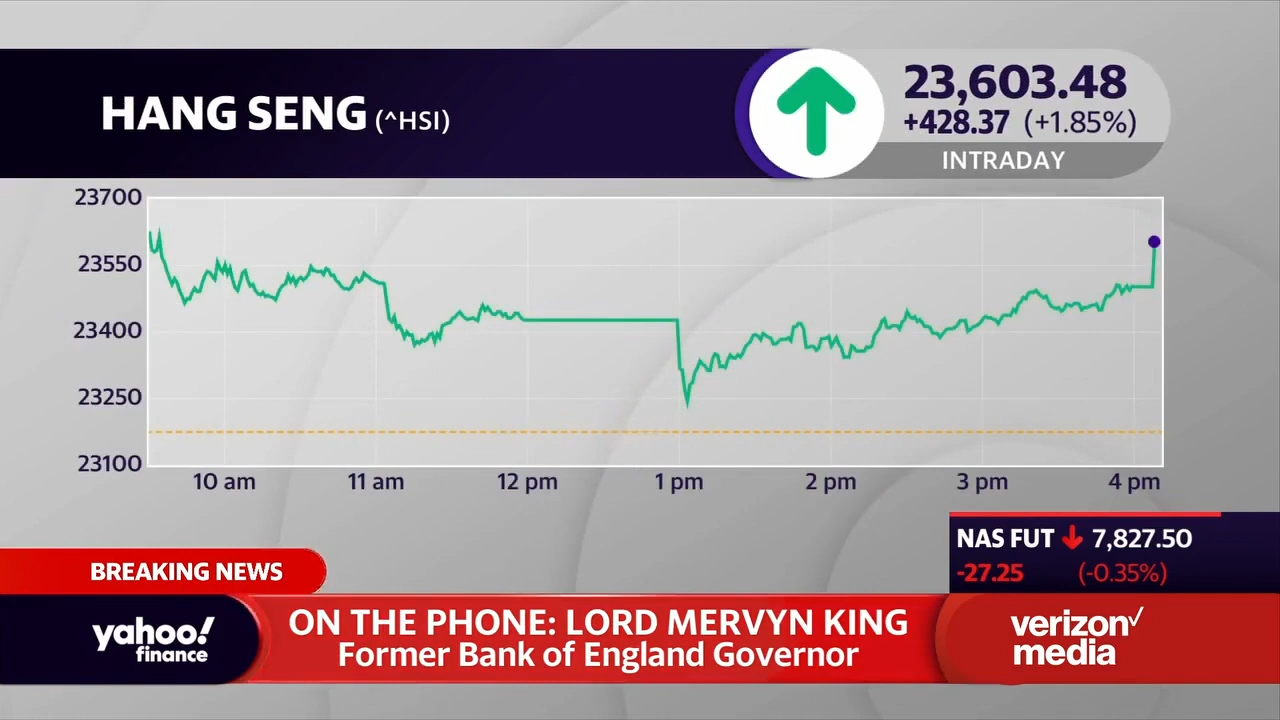 HANG SENG (^HSI)
23,603.48
+428.37 (+1.85%)
INTRADAY
23700
23550
23400
23250
23100
10 am 11 am 12 pm 1 pm 2 pm 3 pm 4 pm
NAS FUT 7,827.50
-27.25 (-0.35%)
BREAKING NEWS
yahoo!
finance
ON THE PHONE: LORD MERVYN KING
Former Bank of England Governor
verizon✓
media